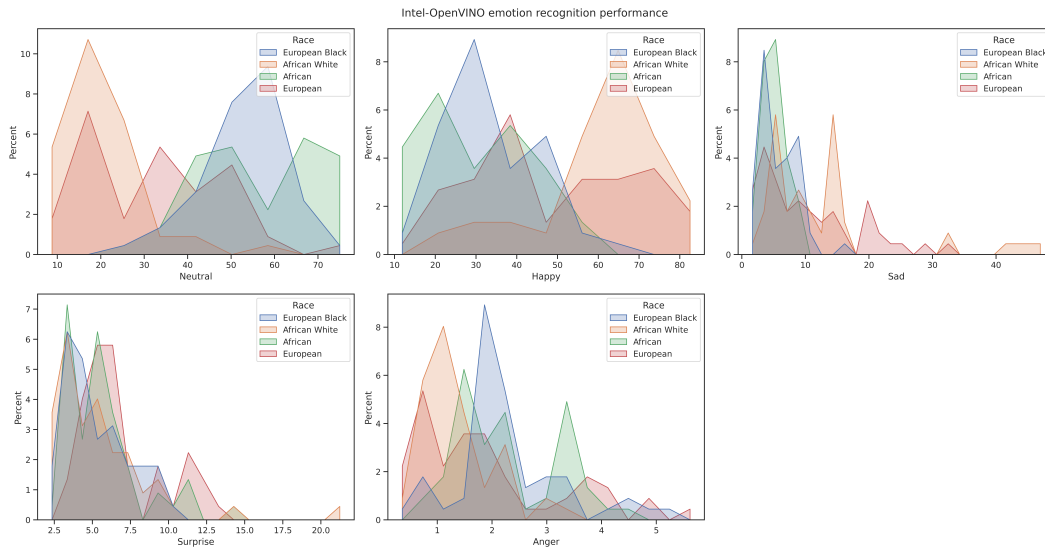 Intel-OpenVINO emotion recognition performance
Race
European Black
African White
African
European
Percent
10
8
6
4
2
0
10 20 30 40 50 60 70
Neutral
Race
European Black
African White
African
European
Percent
8
6
4
2
0
10 20 30 40 50 60 70 80
Happy
Race
European Black
African White
African
European
Percent
8
6
4
2
0
0 10 20 30 40
Sad
Race
European Black
African White
African
European
Percent
7
6
5
4
3
2
1
0
2.5 5.0 7.5 10.0 12.5 15.0 17.5 20.0
Surprise
Race
European Black
African White
African
European
Percent
8
6
4
2
0
1 2 3 4 5
Anger